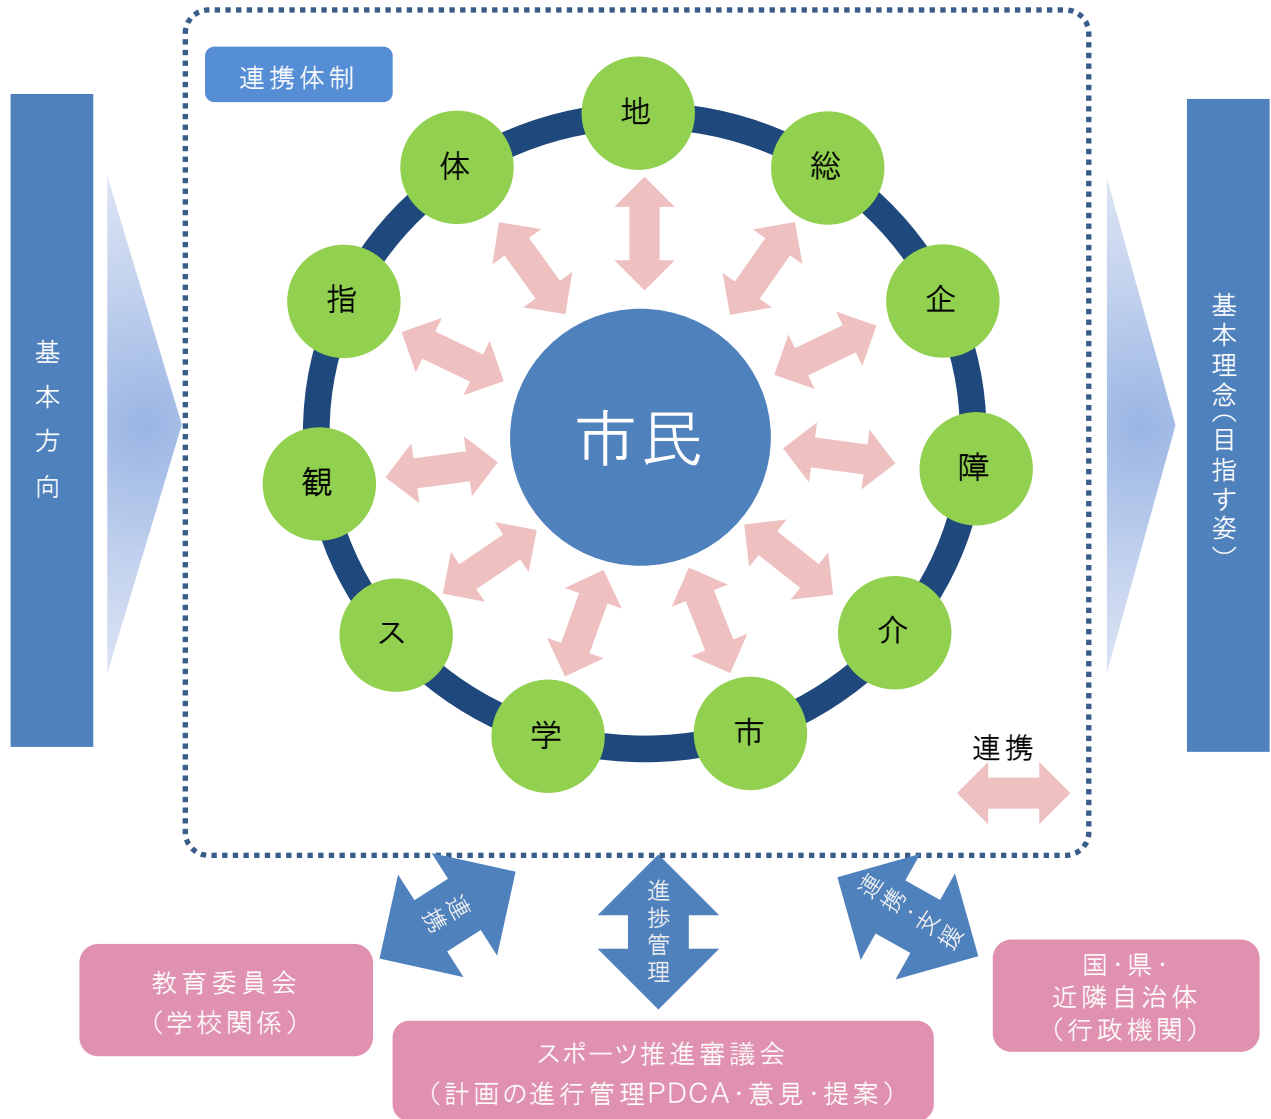 連携体制
基本方向
地
総
企
障
介
市
学
ス
観
指
体
市民
連携
基本理念(目指す姿)
連携
進捗管理
連携・支援
教育委員会
(学校関係)
スポーツ推進審議会
(計画の進行管理PDCA・意見・提案)
国・県・
近隣自治体
(行政機関)